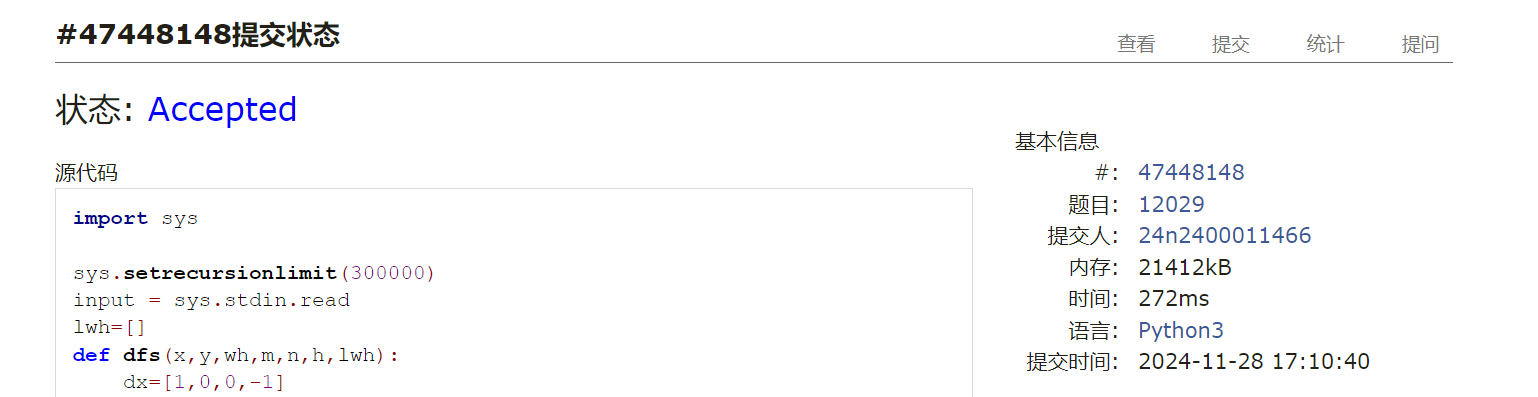 #47448148提交状态
查看 提交 统计 提问
状态: Accepted
源代码
import sys
sys.setrecursionlimit(300000)
input = sys.stdin.read
lwh=[]
def dfs(x,y,wh,m,n,h,lwh):
    dx=[1,0,0,-1]
基本信息
#: 47448148
题目: 12029
提交人: 24n2400011466
内存: 21412kB
时间: 272ms
语言: Python3
提交时间: 2024-11-28 17:10:40